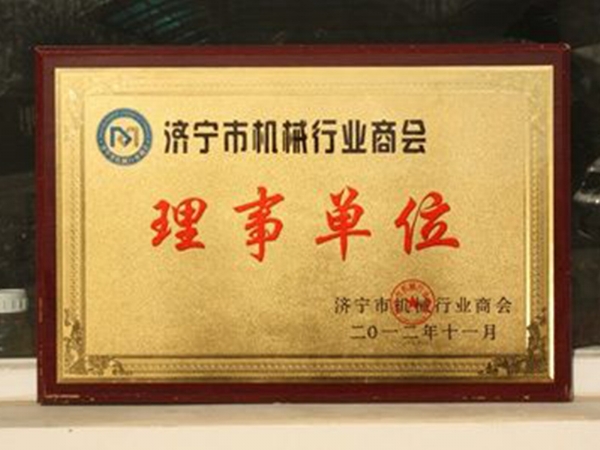 济宁市机械行业商会
理事单位
济宁市机械行业商会
二〇一二年十一月